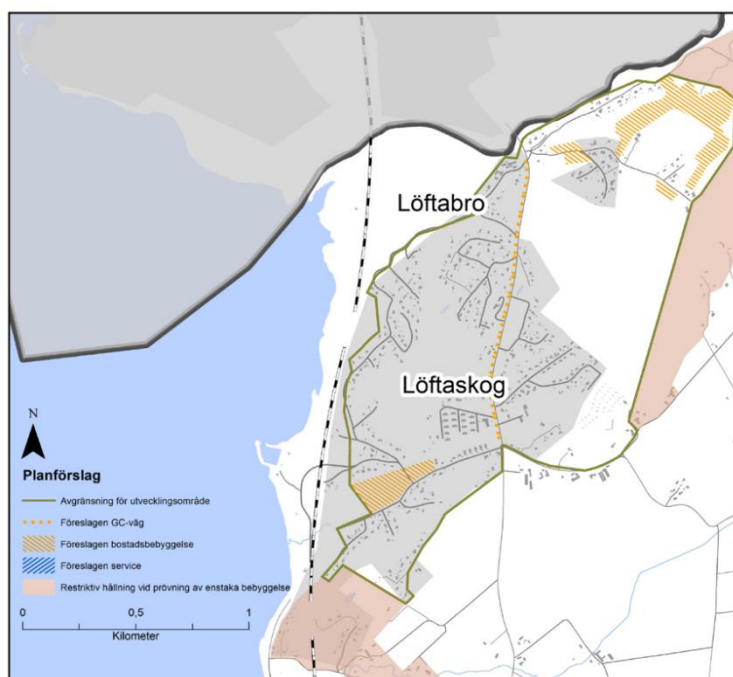 Löftabro
Löftaskog
N
Planförslag
Avgränsning för utvecklingsområde
Föreslagen GC-väg
Föreslagen bostadsbebyggelse
Föreslagen service
Restriktiv hållning vid prövning av enstaka bebyggelse
0 0,5 1
Kilometer